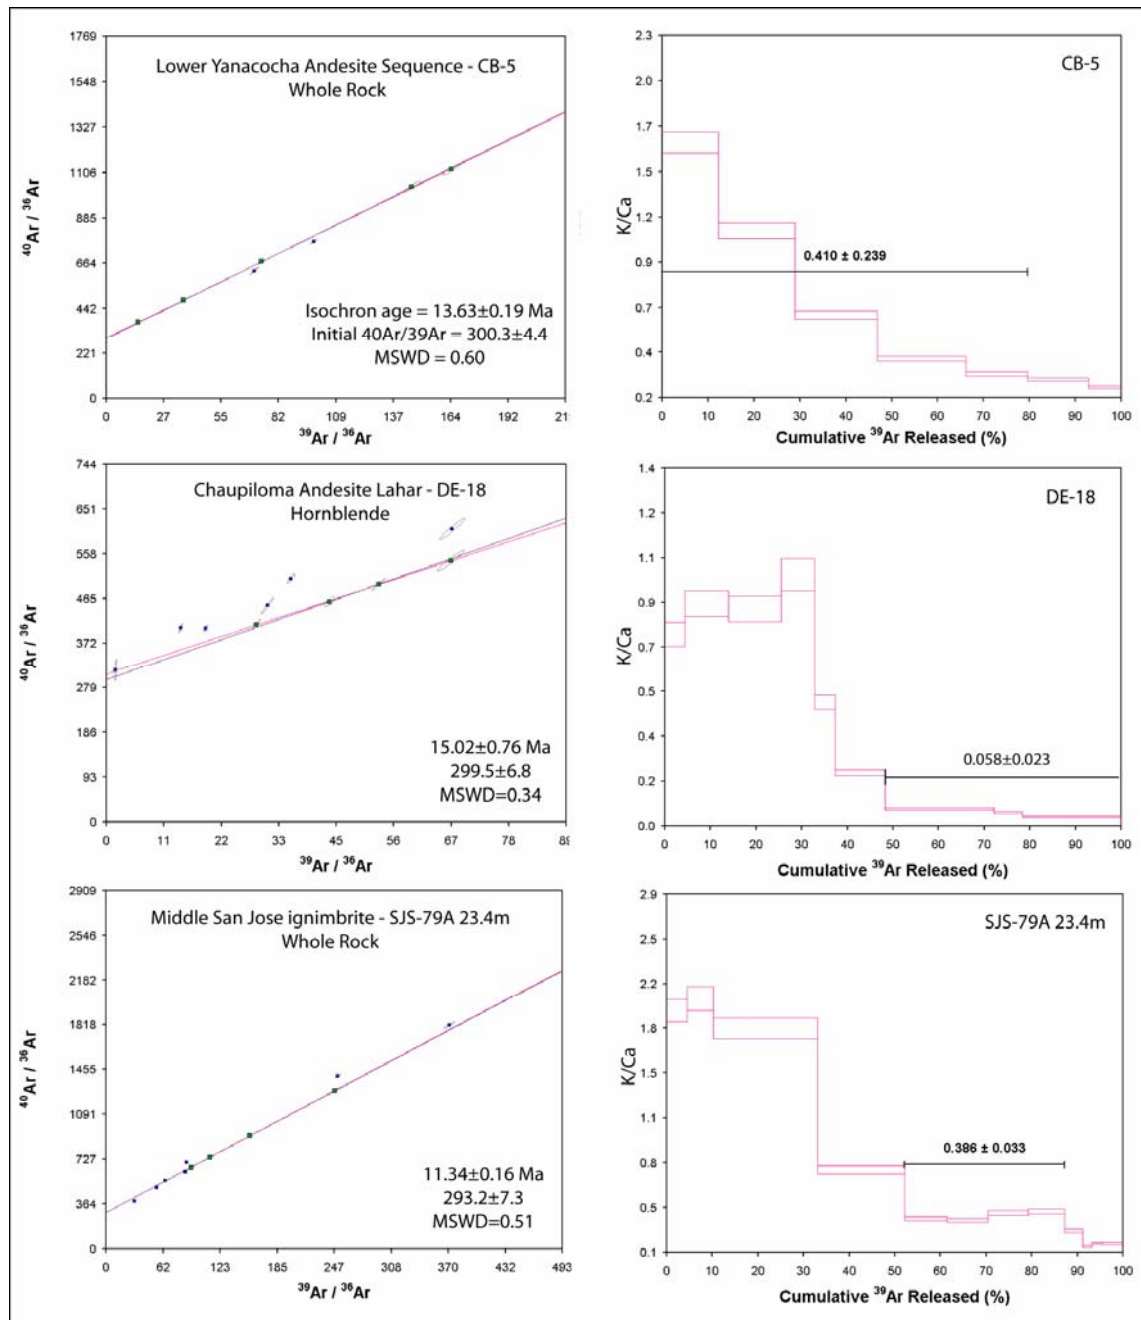 1769
1548
1327
1106
885
664
442
221
0
0 27 55 82 109 137 164 192 21
40Ar / 36Ar
39Ar / 36Ar
Lower Yanacocha Andesite Sequence - CB-5
Whole Rock
Isochron age = 13.63±0.19 Ma
Initial 40Ar/39Ar = 300.3±4.4
MSWD = 0.60
2.3
2.0
1.7
1.5
1.2
0.9
0.7
0.4
0.2
0 10 20 30 40 50 60 70 80 90 100
K/Ca
Cumulative 39Ar Released (%)
CB-5
0.410 ± 0.239
744
651
558
465
372
279
186
93
0
0 11 22 33 45 56 67 78 89
40Ar / 36Ar
39Ar / 36Ar
Chaupiloma Andesite Lahar - DE-18
Hornblende
15.02±0.76 Ma
299.5±6.8
MSWD=0.34
1.4
1.2
1.1
0.9
0.7
0.5
0.4
0.2
0.0
0 10 20 30 40 50 60 70 80 90 100
K/Ca
Cumulative 39Ar Released (%)
DE-18
0.058±0.023
2909
2546
2182
1818
1455
1091
727
364
0
0 62 123 185 247 308 370 432 493
40Ar / 36Ar
39Ar / 36Ar
Middle San Jose ignimbrite - SJS-79A 23.4m
Whole Rock
11.34±0.16 Ma
293.2±7.3
MSWD=0.51
2.9
2.5
2.2
1.8
1.5
1.1
0.8
0.5
0.1
0 10 20 30 40 50 60 70 80 90 100
K/Ca
Cumulative 39Ar Released (%)
SJS-79A 23.4m
0.386 ± 0.033